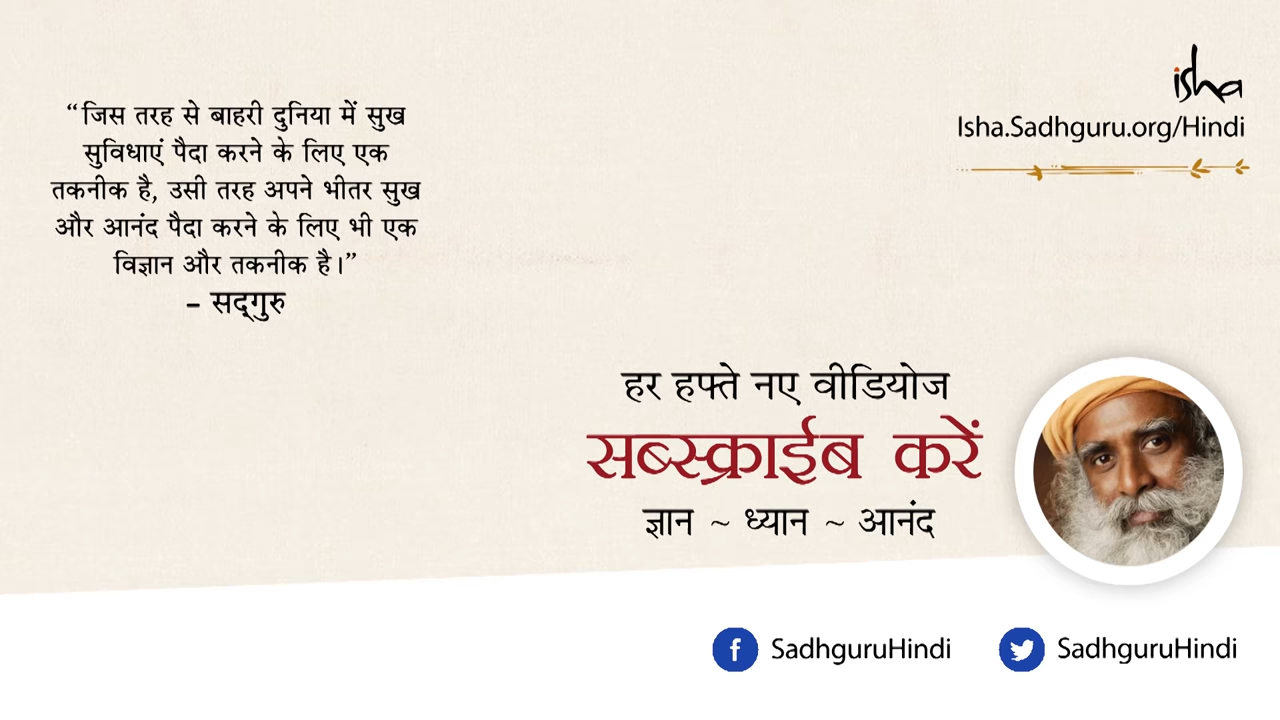 “जिस तरह से बाहरी दुनिया में सुख
सुविधाएं पैदा करने के लिए एक
तकनीक है, उसी तरह अपने भीतर सुख
और आनंद पैदा करने के लिए भी एक
विज्ञान और तकनीक है।”
– सद्‌गुरु
isha
Isha.Sadhguru.org/Hindi
हर हफ्ते नए वीडियोज
सब्स्क्राईब करें
ज्ञान ~ ध्यान ~ आनंद
SadhguruHindi
SadhguruHindi